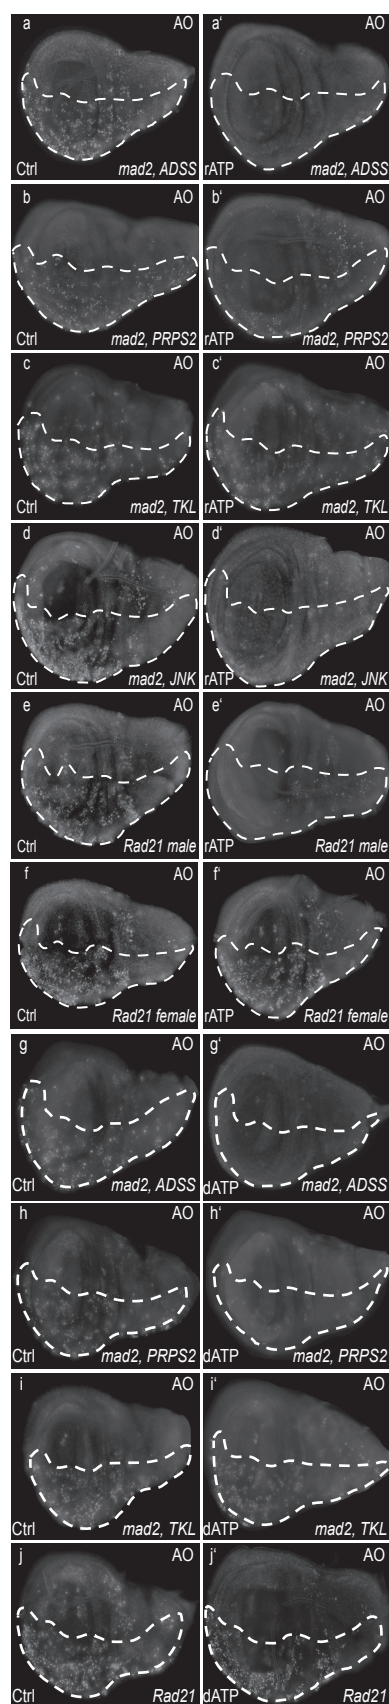 a AO a' AO
Ctrl mad2, ADSS rATP mad2, ADSS
b AO b' AO
Ctrl mad2, PRPS2 rATP mad2, PRPS2
c AO c' AO
Ctrl mad2, TKL rATP mad2, TKL
d AO d' AO
Ctrl mad2, JNK rATP mad2, JNK
e AO e' AO
Ctrl Rad21 male rATP Rad21 male
f AO f' AO
Ctrl Rad21 female rATP Rad21 female
g AO g' AO
Ctrl mad2, ADSS dATP mad2, ADSS
h AO h' AO
Ctrl mad2, PRPS2 dATP mad2, PRPS2
i AO i' AO
Ctrl mad2, TKL dATP mad2, TKL
j AO j' AO
Ctrl Rad21 dATP Rad21